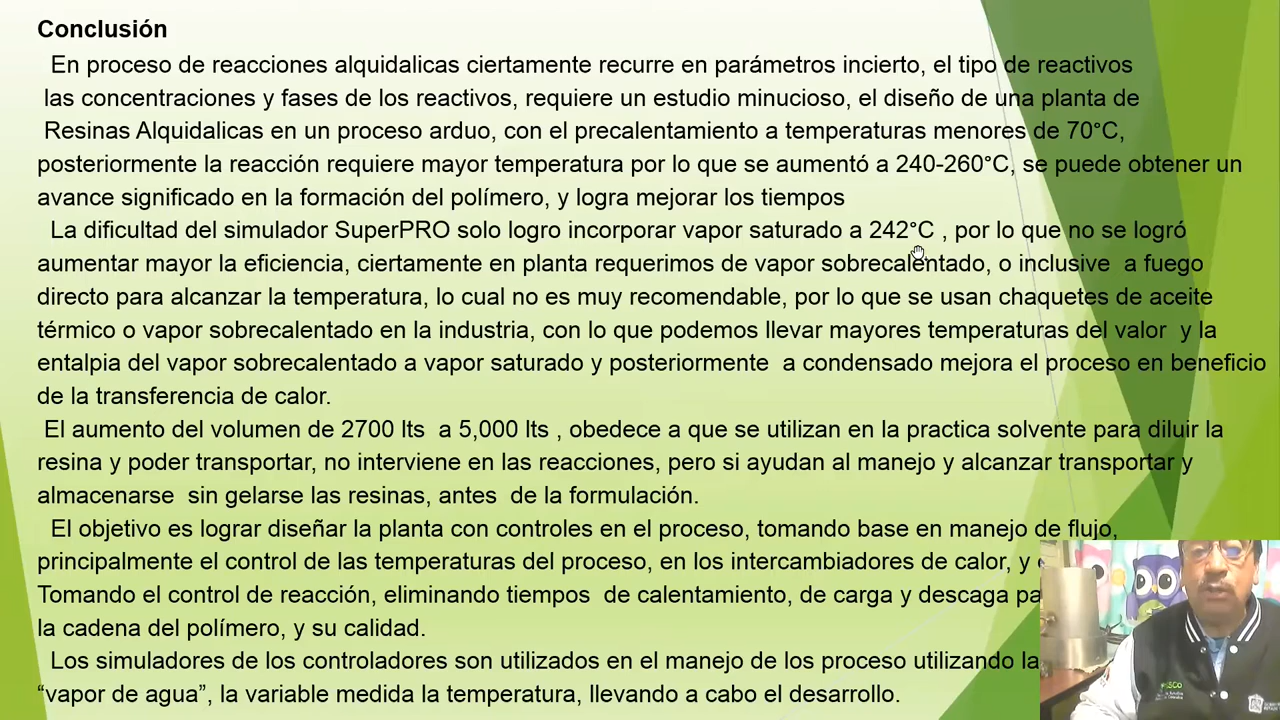 Conclusión
En proceso de reacciones alquidalicas ciertamente recurre en parámetros incierto, el tipo de reactivos
las concentraciones y fases de los reactivos, requiere un estudio minucioso, el diseño de una planta de
Resinas Alquidalicas en un proceso arduo, con el precalentamiento a temperaturas menores de 70°C,
posteriormente la reacción requiere mayor temperatura por lo que se aumentó a 240-260°C, se puede obtener un
avance significado en la formación del polímero, y logra mejorar los tiempos
La dificultad del simulador SuperPRO solo logro incorporar vapor saturado a 242°C , por lo que no se logró
aumentar mayor la eficiencia, ciertamente en planta requerimos de vapor sobrecalentado, o inclusive a fuego
directo para alcanzar la temperatura, lo cual no es muy recomendable, por lo que se usan chaquetes de aceite
térmico o vapor sobrecalentado en la industria, con lo que podemos llevar mayores temperaturas del valor y la
entalpia del vapor sobrecalentado a vapor saturado y posteriormente a condensado mejora el proceso en beneficio
de la transferencia de calor.
El aumento del volumen de 2700 lts a 5,000 lts , obedece a que se utilizan en la practica solvente para diluir la
resina y poder transportar, no interviene en las reacciones, pero si ayudan al manejo y alcanzar transportar y
almacenarse sin gelarse las resinas, antes de la formulación.
El objetivo es lograr diseñar la planta con controles en el proceso, tomando base en manejo de flujo,
principalmente el control de las temperaturas del proceso, en los intercambiadores de calor, y
Tomando el control de reacción, eliminando tiempos de calentamiento, de carga y descaga
la cadena del polímero, y su calidad.
Los simuladores de los controladores son utilizados en el manejo de los proceso utilizando la
“vapor de agua”, la variable medida la temperatura, llevando a cabo el desarrollo.